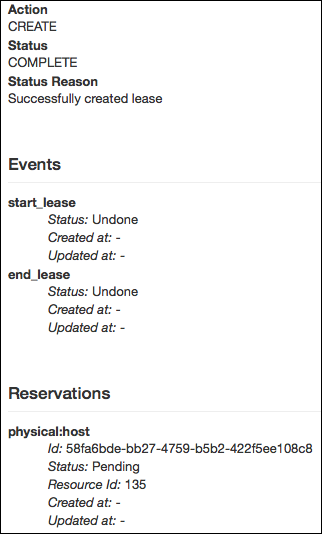 Action
CREATE
Status
COMPLETE
Status Reason
Successfully created lease
Events
start_lease
Status: Undone
Created at: -
Updated at: -
end_lease
Status: Undone
Created at: -
Updated at: -
Reservations
physical:host
Id: 58fa6bde-bb27-4759-b5b2-422f5ee108c8
Status: Pending
Resource Id: 135
Created at: -
Updated at: -